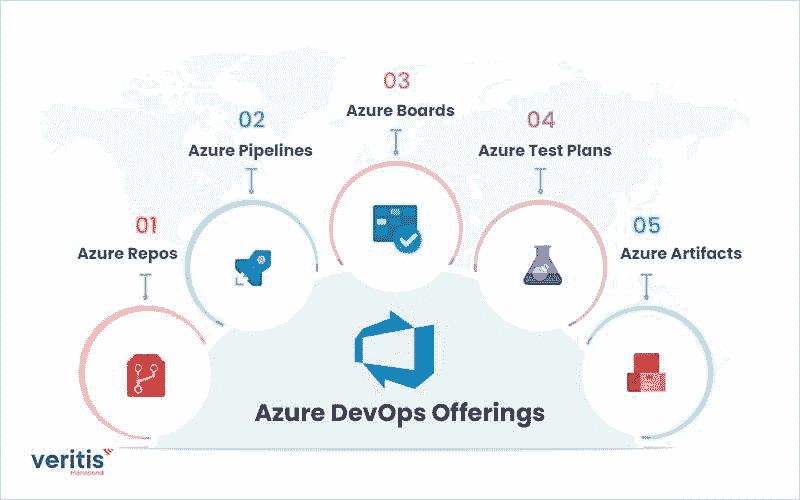 03
Azure Boards
02
Azure Pipelines
04
Azure Test Plans
01
Azure Repos
05
Azure Artifacts
Azure DevOps Offerings
veritis